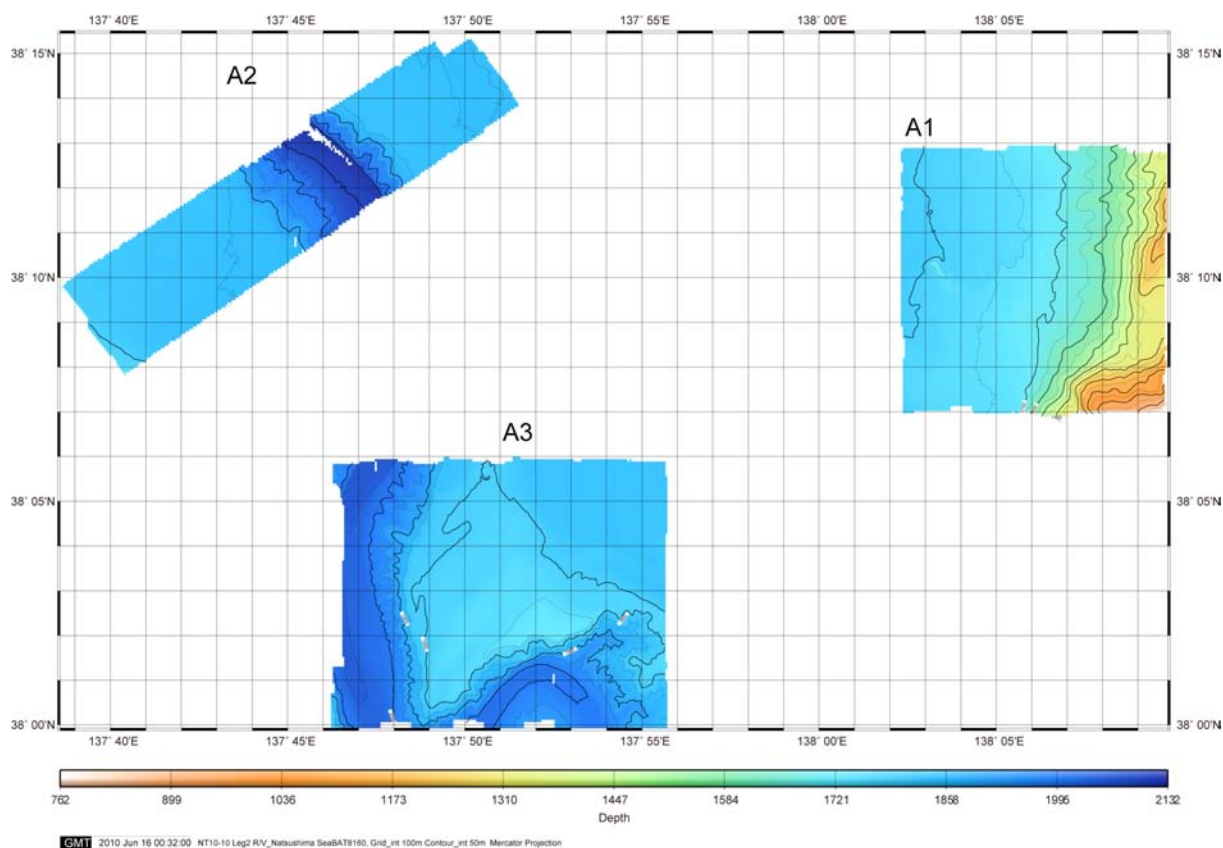 137° 40'E 137° 45'E 137° 50'E 137° 55'E 138° 00'E 138° 05'E
38° 15'N 38° 15'N
A2
A1
38° 10'N 38° 10'N
A3
38° 05'N 38° 05'N
38° 00'N 38° 00'N
137° 40'E 137° 45'E 137° 50'E 137° 55'E 138° 00'E 138° 05'E
762 899 1036 1173 1310 1447 1584 1721 1858 1995 2132
Depth
GMT 2010 Jun 16 00:32:00 NT10-10 Leg2 R/V_Natsushima SeaBAT8160, Grid_int 100m Contour_int 50m Mercator Projection